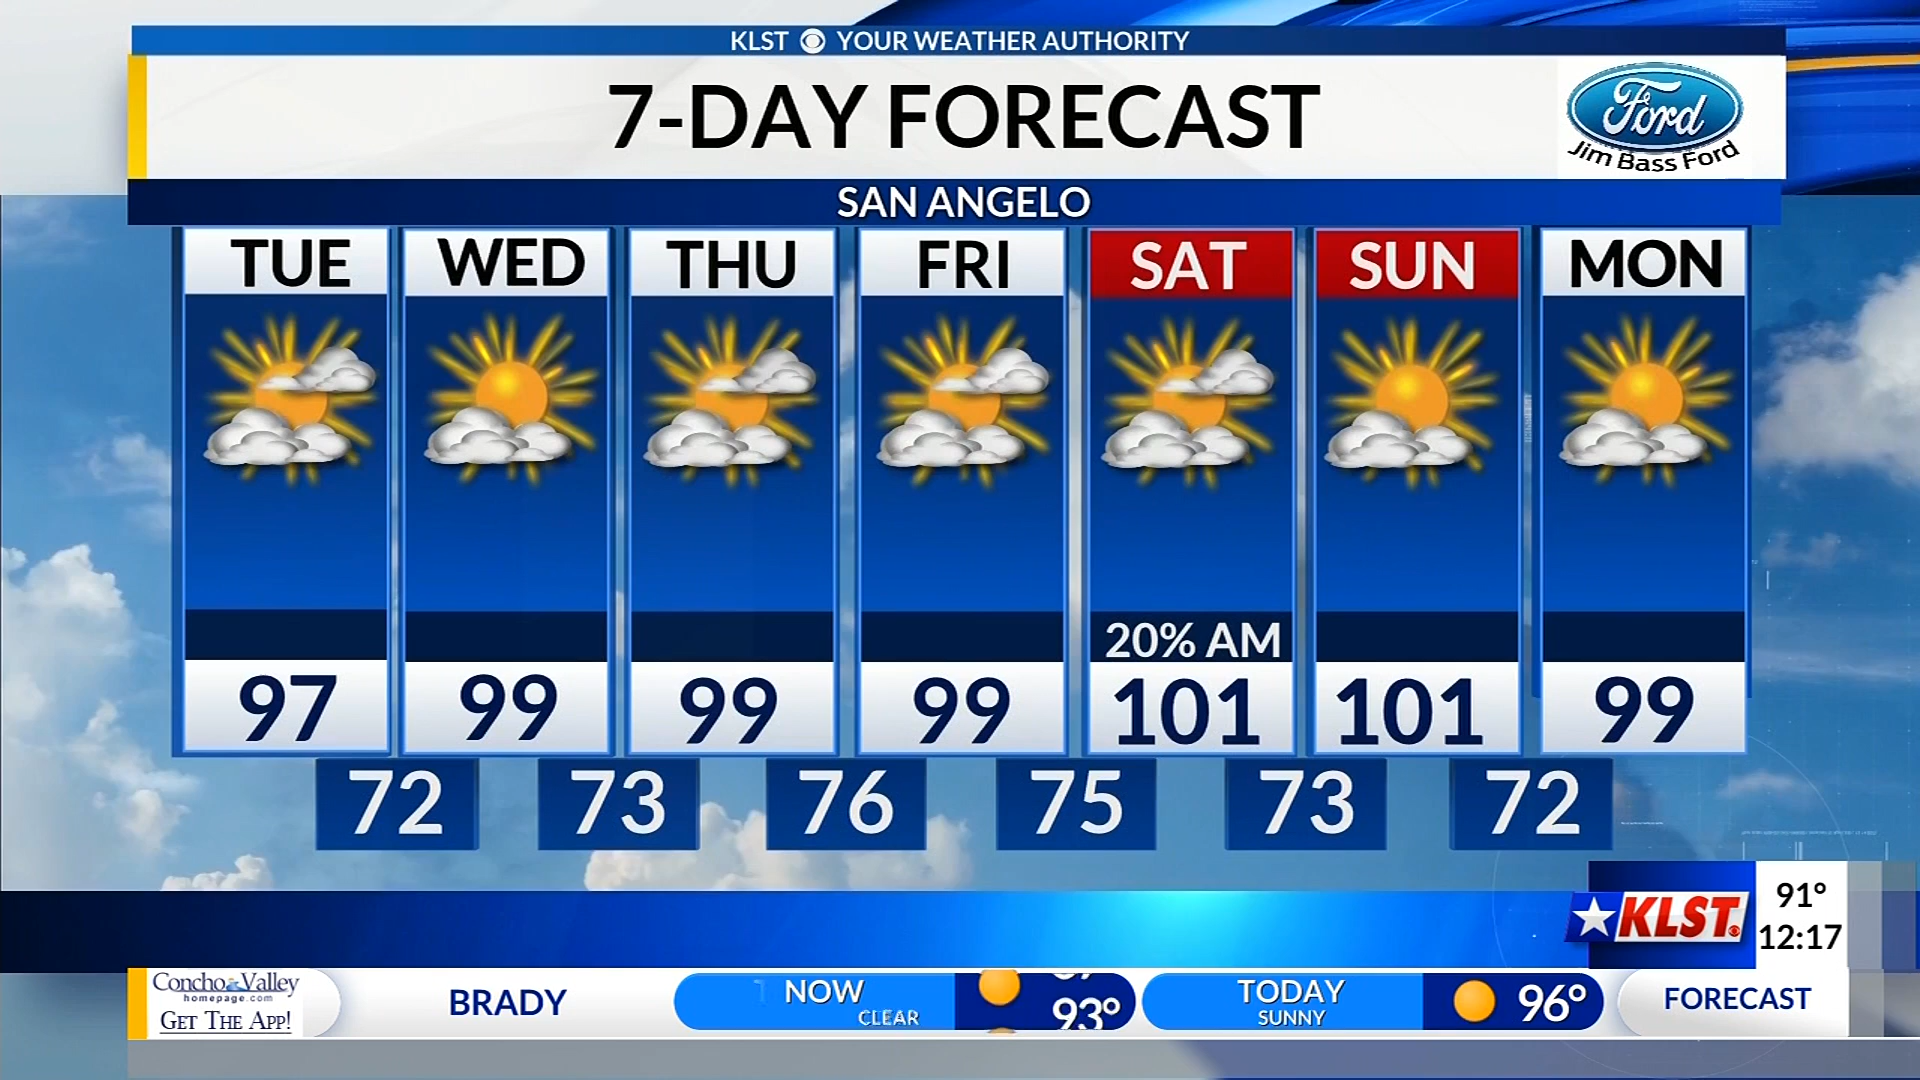 KLST YOUR WEATHER AUTHORITY
7-DAY FORECAST
Ford
Jim Bass Ford
SAN ANGELO
TUE WED THU FRI SAT SUN MON
20% AM
97 99 99 99 101 101 99
72 73 76 75 73 72
KLST
91°
12:17
Concho Valley
homepage.com
GET THE APP!
BRADY
NOW
CLEAR
93°
TODAY
SUNNY
96°
FORECAST